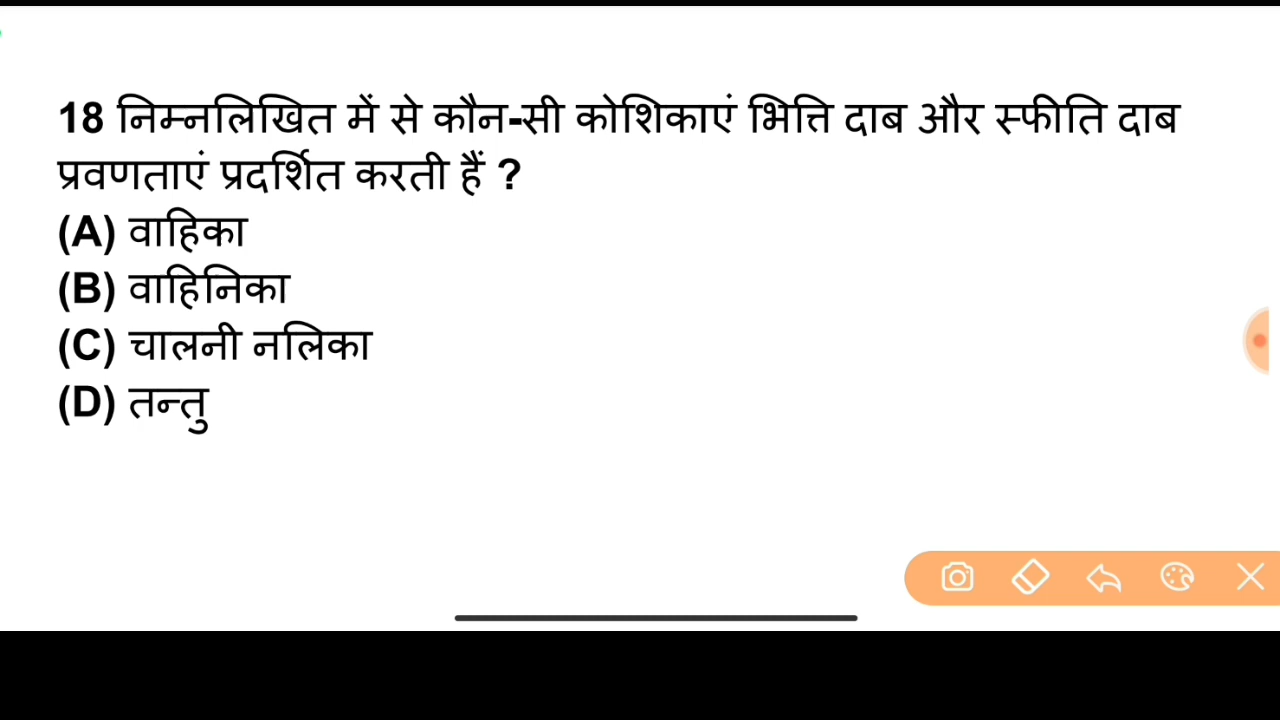 18 निम्नलिखित में से कौन-सी कोशिकाएं भित्ति दाब और स्फीति दाब
प्रवणताएं प्रदर्शित करती हैं ?
(A) वाहिका
(B) वाहिनिका
(C) चालनी नलिका
(D) तन्तु